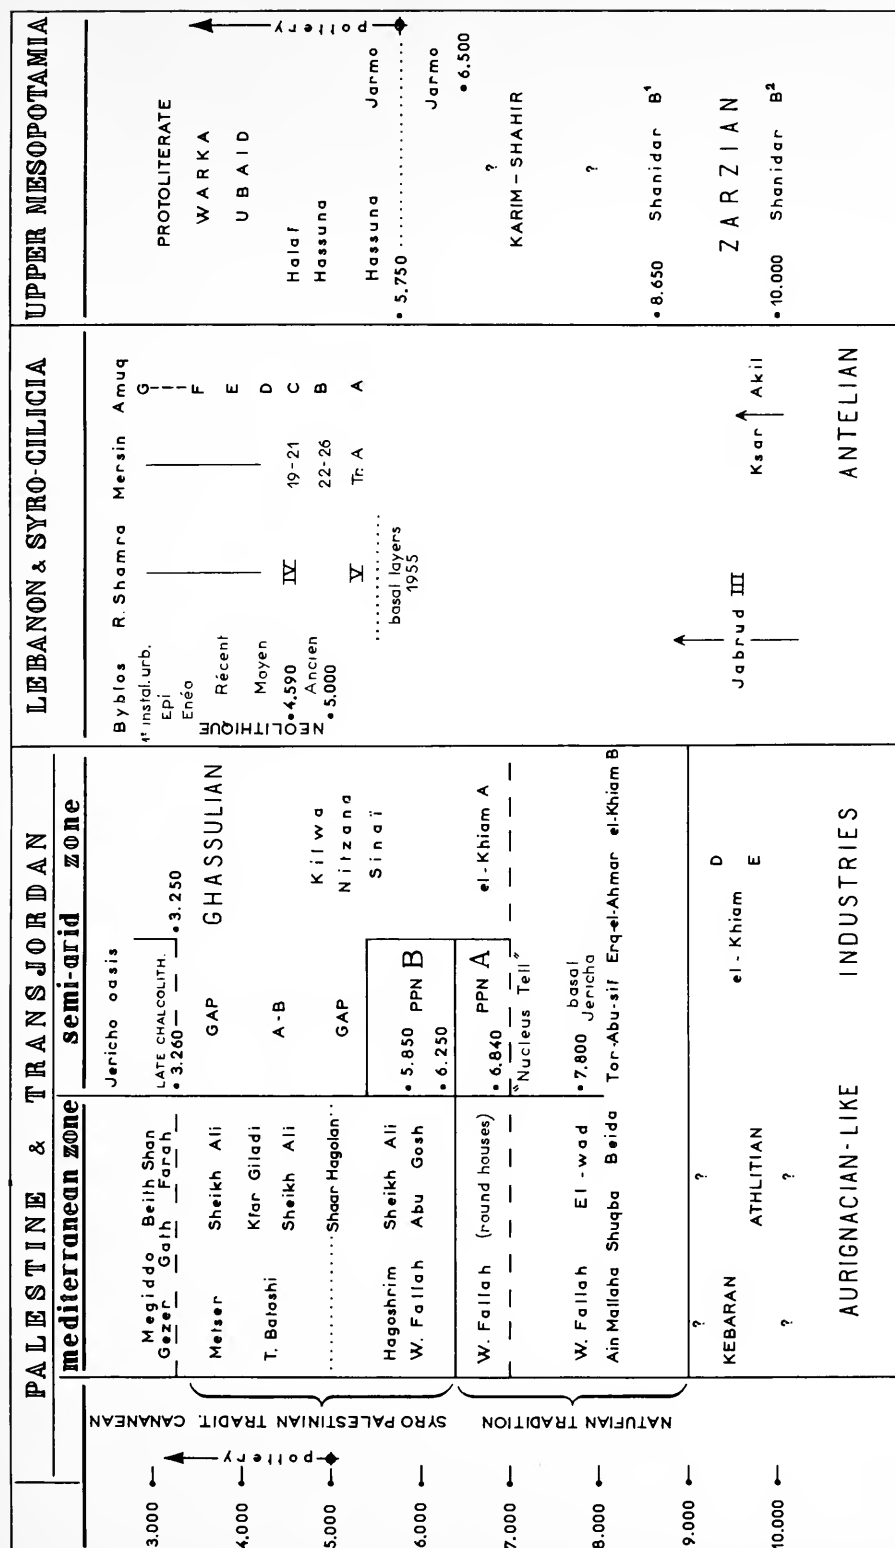 PALESTINE & TRANSJORDAN
mediterranean zone
semi-arid zone
LEBANON & SYRO-CILICIA
UPPER MESOPOTAMIA
3.000
4.000
5.000
6.000
7.000
8.000
9.000
10.000
pottery
CANANEAN
SYRO PALESTINIAN TRADIT.
NATUFIAN TRADITION
Megiddo Beith Shan
Gezer Gath Farah
Metser Sheikh Ali
Kfar Giladi
T. Batashi
Sheikh Ali
Shaar Hagolan
Hagoshrim Sheikh Ali
W. Fallah Abu Gosh
W. Fallah (round houses)
W. Fallah El-wad
Ain Mallaha Shuqba Beida Tor-Abu-sif Erq-el-Ahmar el-Khiam B
? ?
KEBARAN ATHLITIAN
? ?
AURIGNACIAN-LIKE INDUSTRIES
Jericho oasis
LATE CHALCOLITH.
• 3.260 • 3.250
GAP
GHASSULIAN
A-B
GAP
Kilwa
Nitzana
Sinaï
• 5.850 PPN B
• 6.250
• 6.840 PPN A
el-Khiam A
"Nucleus Tell"
• 7.800 basal
Jericha
el-Khiam
D
E
Byblos R. Shamra Mersin Amuq
1e instal. urb.
Epi
Enéo
Récent
Moyen
• 4.590
Ancien
• 5.000
NEOLITHIQUE
IV
V
basal layers
1955
19-21
22-26
Tr. A
G
F
E
D
C
B
A
Jabrud III
Ksar Akil
ANTELIAN
pottery
PROTOLITERATE
WARKA
UBAID
Halaf
Hassuna
Hassuna Jarmo
• 5.750
Jarmo
• 6.500
?
KARIM-SHAHIR
?
• 8.650 Shanidar B1
ZARZIAN
• 10.000 Shanidar B2